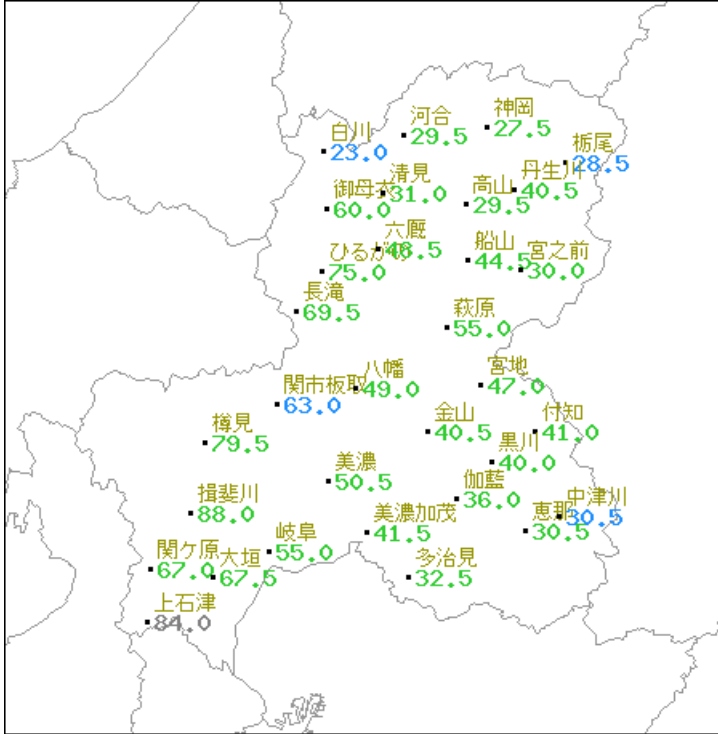 神岡
27.5
河合
29.5
白川
23.0
栃尾
28.5
丹生川
40.5
清見
31.0
高山
29.5
御母衣
60.0
六厩
48.5
ひるがの
75.0
船山
44.5
宮之前
30.0
長滝
69.5
萩原
55.0
八幡
49.0
宮地
47.0
関市板取
63.0
樽見
79.5
金山
40.5
付知
41.0
黒川
40.0
美濃
50.5
伽藍
36.0
揖斐川
88.0
中津川
30.5
恵那
30.5
美濃加茂
41.5
岐阜
55.0
関ケ原
67.0
大垣
67.5
多治見
32.5
上石津
84.0